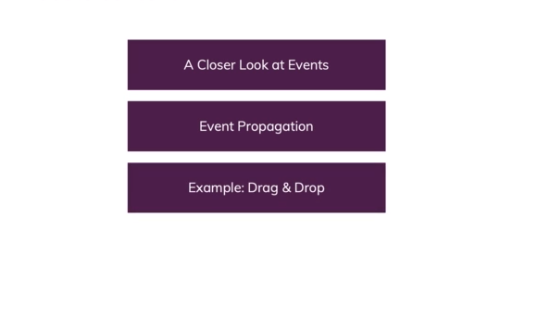 A Closer Look at Events
Event Propagation
Example: Drag & Drop